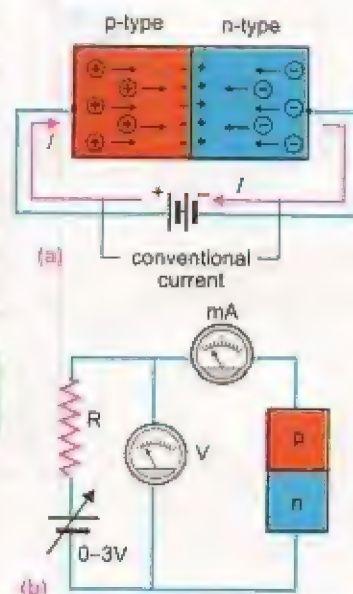 p-type n-type
I
+ −
I
(a)
conventional
current
mA
R
V
p
n
0–3V
(b)